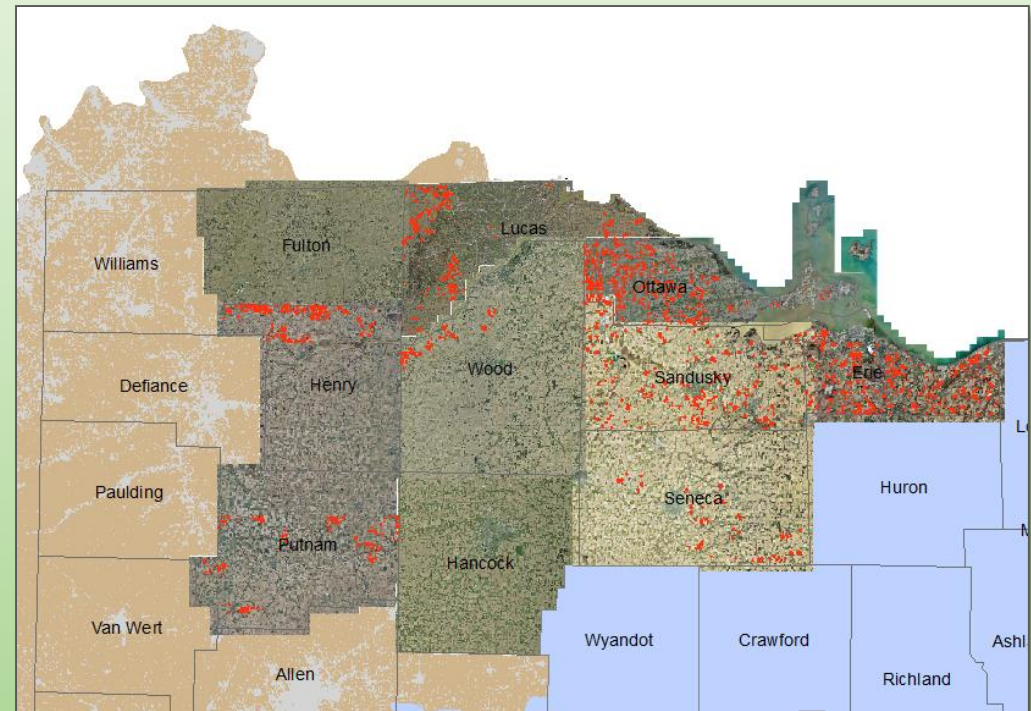 Williams
Fulton
Lucas
Ottawa
Defiance
Henry
Wood
Sandusky
Erie
Paulding
Putnam
Hancock
Seneca
Huron
Van Wert
Allen
Wyandot
Crawford
Richland
Ashl
L
M